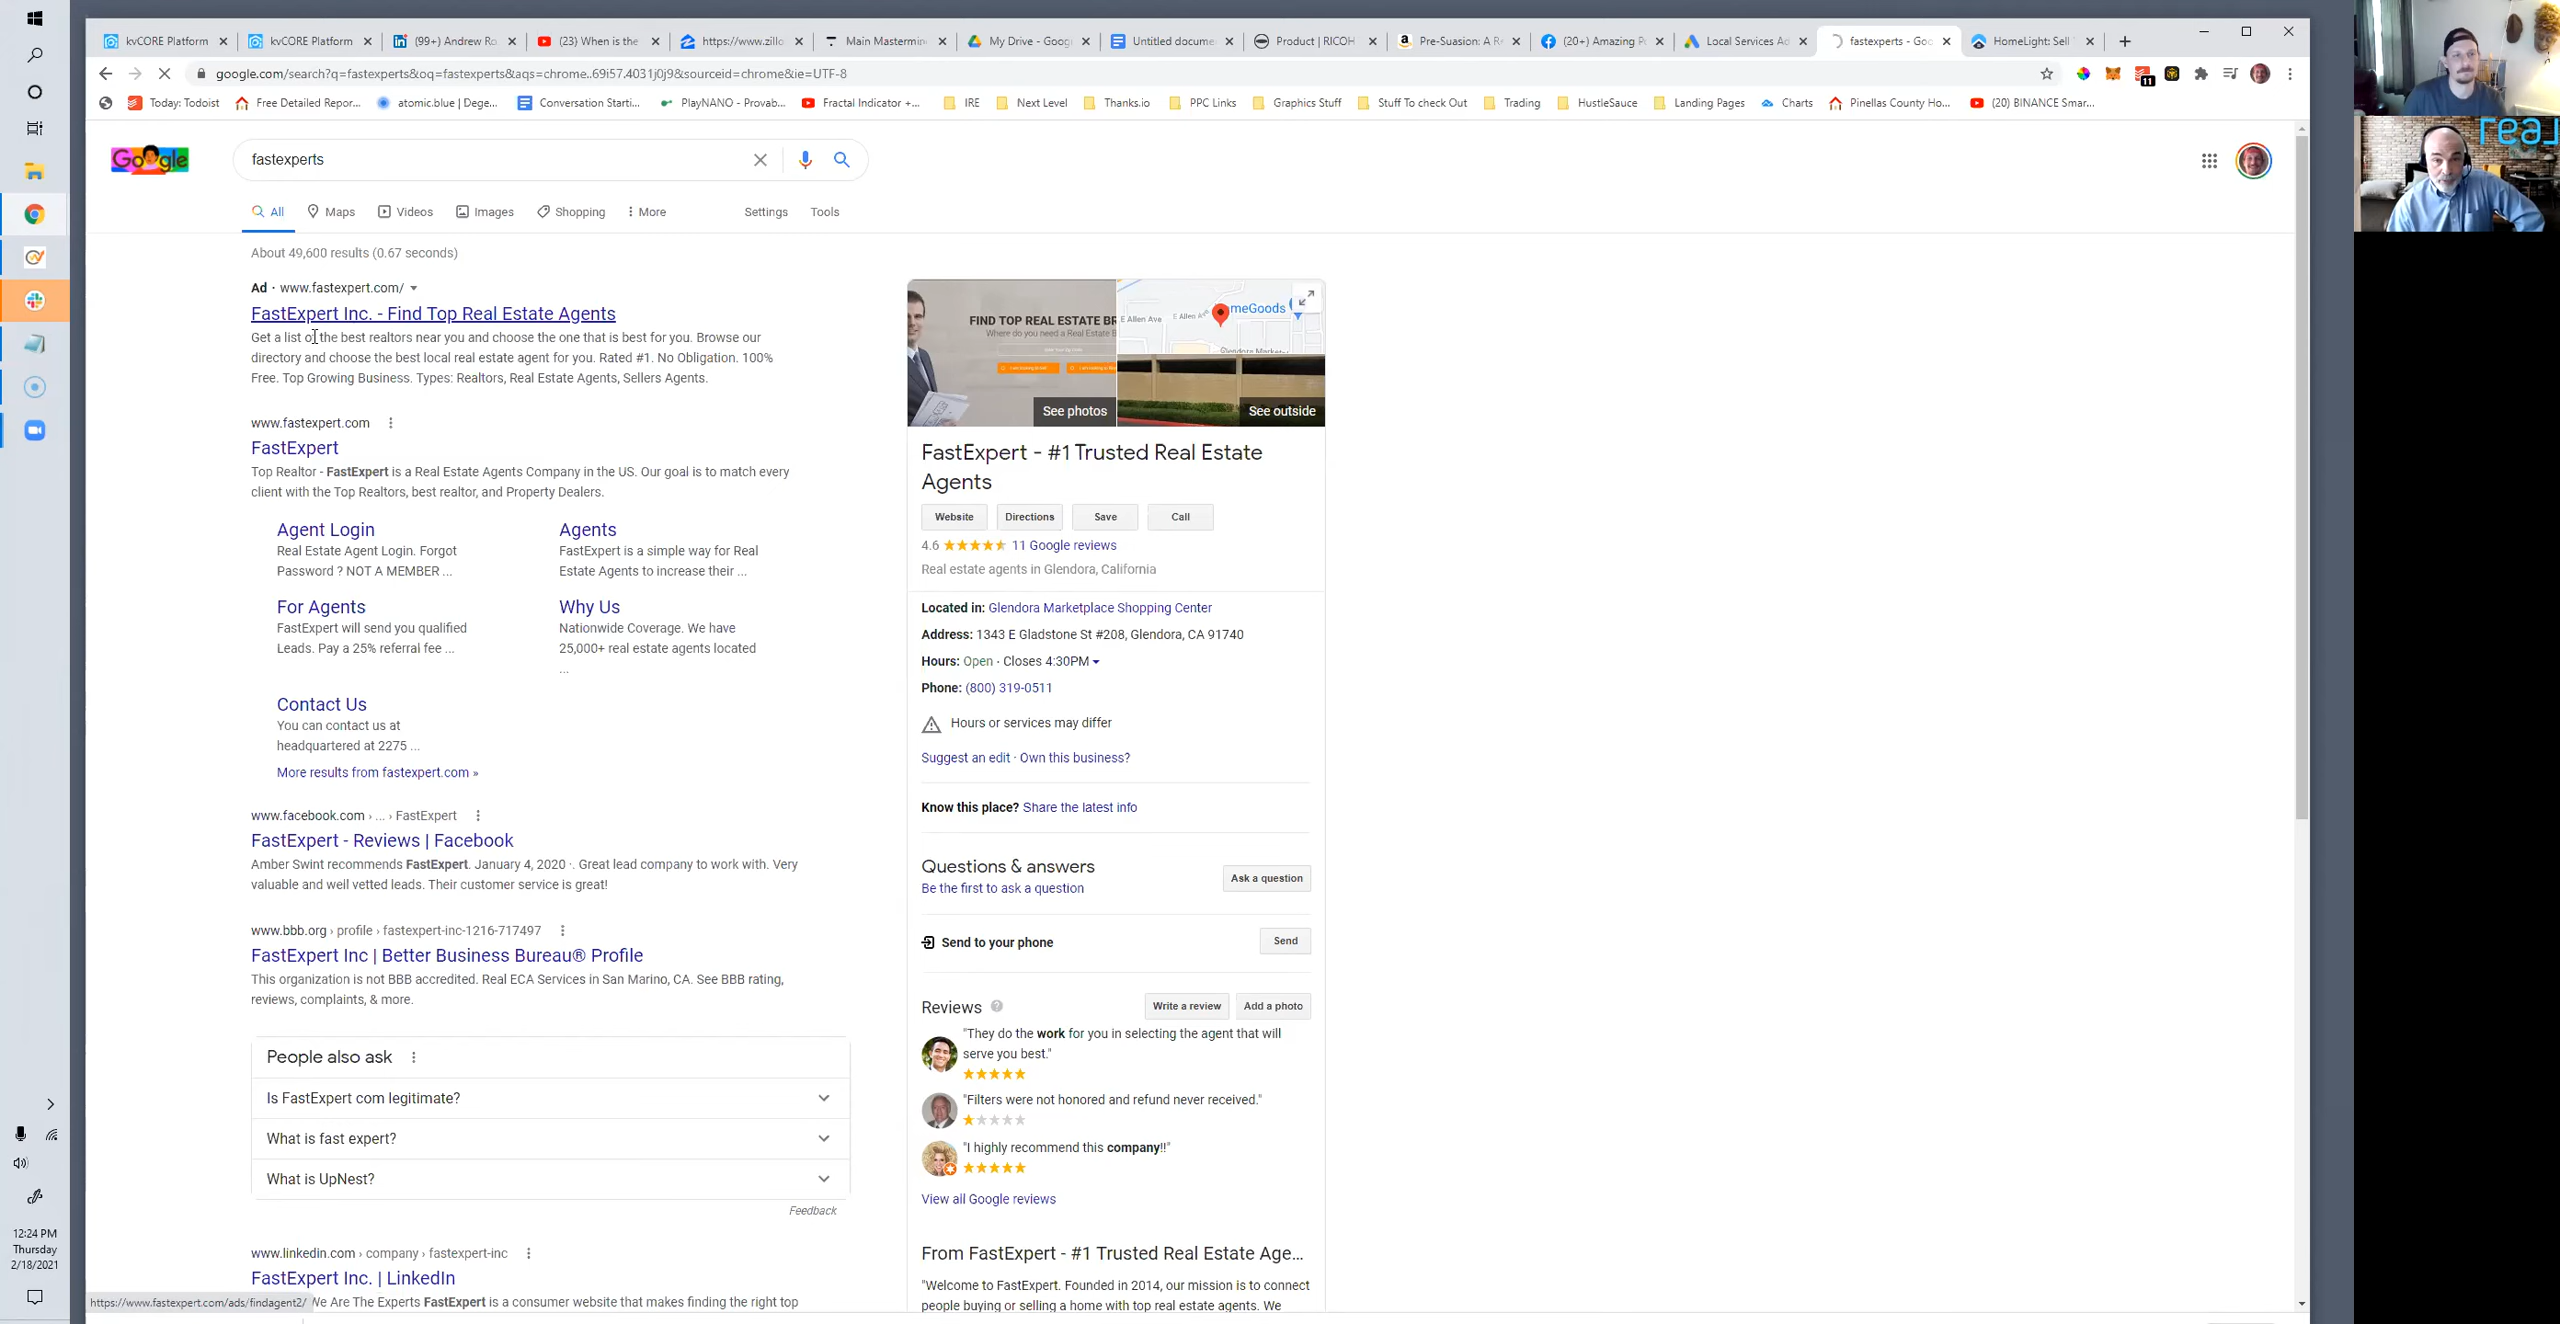 kvCORE Platform
kvCORE Platform
(99+) Andrew Ro
(23) When is the
https://www.zillo
Main Mastermin
My Drive - Goog
Untitled docume
Product | RICOH
Pre-Suasion: A R
(20+) Amazing P
Local Services Ad
fastexperts - Goo
HomeLight: Sell
google.com/search?q=fastexperts&oq=fastexperts&aqs=chrome..69i57.4031j0j9&sourceid=chrome&ie=UTF-8
11
Today: Todoist
Free Detailed Repor...
atomic.blue | Dege...
Conversation Starti...
PlayNANO - Provab...
Fractal Indicator +...
IRE
Next Level
Thanks.io
PPC Links
Graphics Stuff
Stuff To check Out
Trading
HustleSauce
Landing Pages
Charts
Pinellas County Ho...
(20) BINANCE Smar...
Google
fastexperts
All
Maps
Videos
Images
Shopping
More
Settings
Tools
About 49,600 results (0.67 seconds)
Ad · www.fastexpert.com/
FastExpert Inc. - Find Top Real Estate Agents
Get a list of the best realtors near you and choose the one that is best for you. Browse our
directory and choose the best local real estate agent for you. Rated #1. No Obligation. 100%
Free. Top Growing Business. Types: Realtors, Real Estate Agents, Sellers Agents.
www.fastexpert.com
FastExpert
Top Realtor - FastExpert is a Real Estate Agents Company in the US. Our goal is to match every
client with the Top Realtors, best realtor, and Property Dealers.
Agent Login
Real Estate Agent Login. Forgot
Password ? NOT A MEMBER ...
Agents
FastExpert is a simple way for Real
Estate Agents to increase their ...
For Agents
FastExpert will send you qualified
Leads. Pay a 25% referral fee ...
Why Us
Nationwide Coverage. We have
25,000+ real estate agents located
...
Contact Us
You can contact us at
headquartered at 2275 ...
More results from fastexpert.com »
www.facebook.com › ... › FastExpert
FastExpert - Reviews | Facebook
Amber Swint recommends FastExpert. January 4, 2020 ·. Great lead company to work with. Very
valuable and well vetted leads. Their customer service is great!
www.bbb.org › profile › fastexpert-inc-1216-717497
FastExpert Inc | Better Business Bureau® Profile
This organization is not BBB accredited. Real ECA Services in San Marino, CA. See BBB rating,
reviews, complaints, & more.
People also ask
Is FastExpert com legitimate?
What is fast expert?
What is UpNest?
Feedback
www.linkedin.com › company › fastexpert-inc
FastExpert Inc. | LinkedIn
We Are The Experts FastExpert is a consumer website that makes finding the right top
https://www.fastexpert.com/ads/findagent2/
FIND TOP REAL ESTATE BR
Where do you need a Real Estate B
See photos
E Allen Ave
E Allen A
meGoods
Glendora Market
See outside
FastExpert - #1 Trusted Real Estate
Agents
Website
Directions
Save
Call
4.6
11 Google reviews
Real estate agents in Glendora, California
Located in: Glendora Marketplace Shopping Center
Address: 1343 E Gladstone St #208, Glendora, CA 91740
Hours: Open · Closes 4:30PM
Phone: (800) 319-0511
Hours or services may differ
Suggest an edit · Own this business?
Know this place? Share the latest info
Questions & answers
Be the first to ask a question
Ask a question
Send to your phone
Send
Reviews
Write a review
Add a photo
"They do the work for you in selecting the agent that will
serve you best."
"Filters were not honored and refund never received."
"I highly recommend this company!!"
View all Google reviews
From FastExpert - #1 Trusted Real Estate Age...
"Welcome to FastExpert. Founded in 2014, our mission is to connect
people buying or selling a home with top real estate agents. We
12:24 PM
Thursday
2/18/2021
real